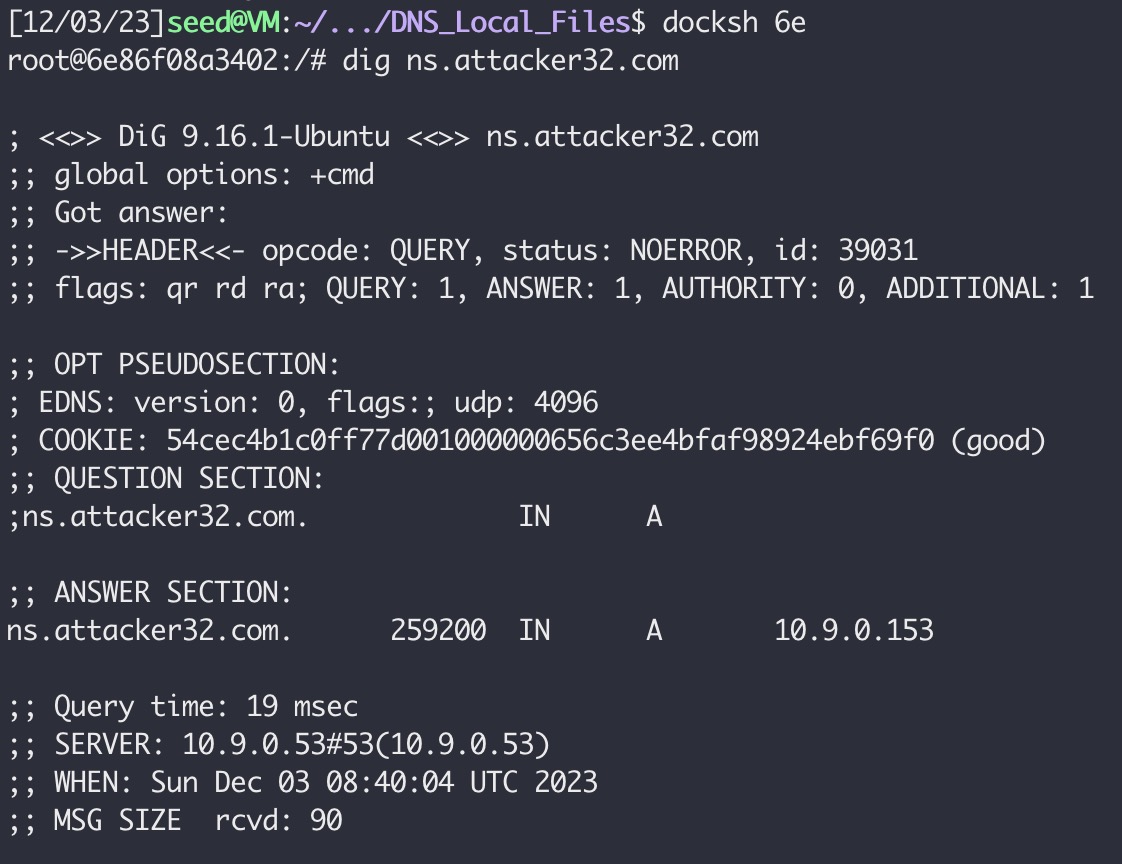 [12/03/23]seed@VM:~/.../DNS_Local_Files$ docksh 6e
root@6e86f08a3402:/# dig ns.attacker32.com
; <<>> DiG 9.16.1-Ubuntu <<>> ns.attacker32.com
;; global options: +cmd
;; Got answer:
;; ->>HEADER<<- opcode: QUERY, status: NOERROR, id: 39031
;; flags: qr rd ra; QUERY: 1, ANSWER: 1, AUTHORITY: 0, ADDITIONAL: 1
;; OPT PSEUDOSECTION:
; EDNS: version: 0, flags:; udp: 4096
; COOKIE: 54cec4b1c0ff77d001000000656c3ee4bfaf98924ebf69f0 (good)
;; QUESTION SECTION:
;ns.attacker32.com. IN A
;; ANSWER SECTION:
ns.attacker32.com. 259200 IN A 10.9.0.153
;; Query time: 19 msec
;; SERVER: 10.9.0.53#53(10.9.0.53)
;; WHEN: Sun Dec 03 08:40:04 UTC 2023
;; MSG SIZE rcvd: 90